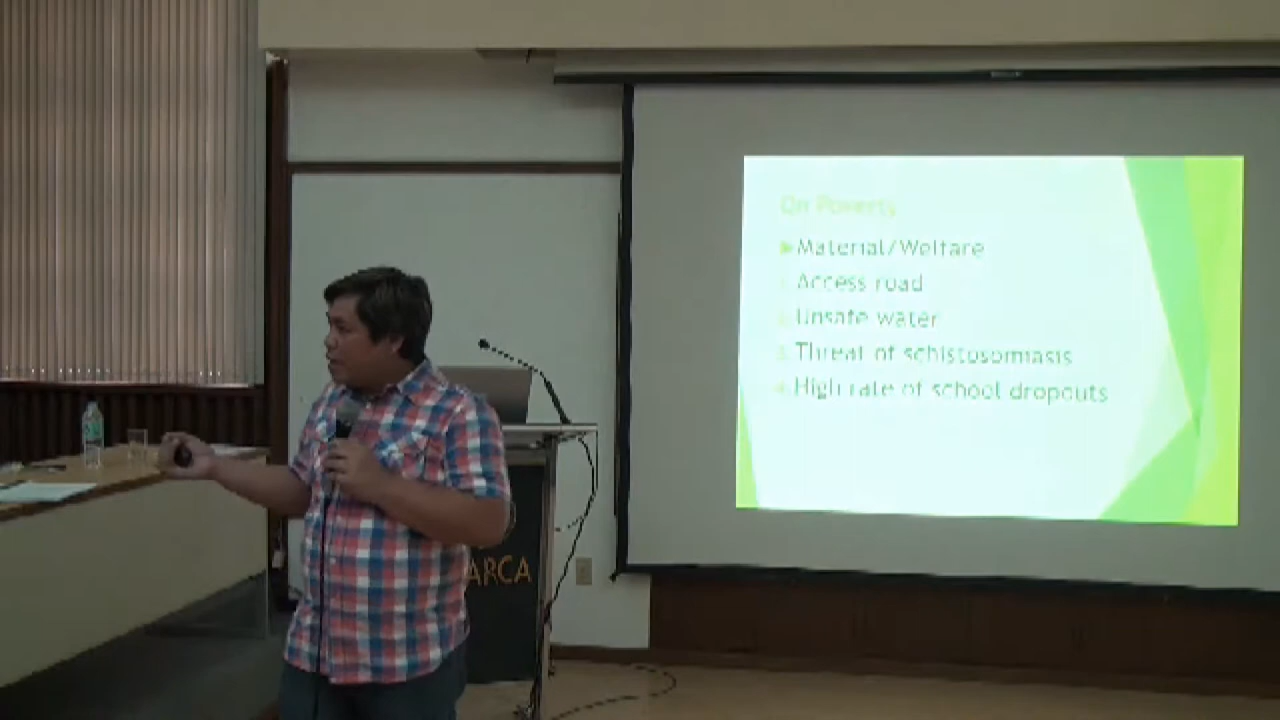 On Poverty
Material/Welfare
Access road
Unsafe water
Threat of schistosomiasis
High rate of school dropouts
ARCA